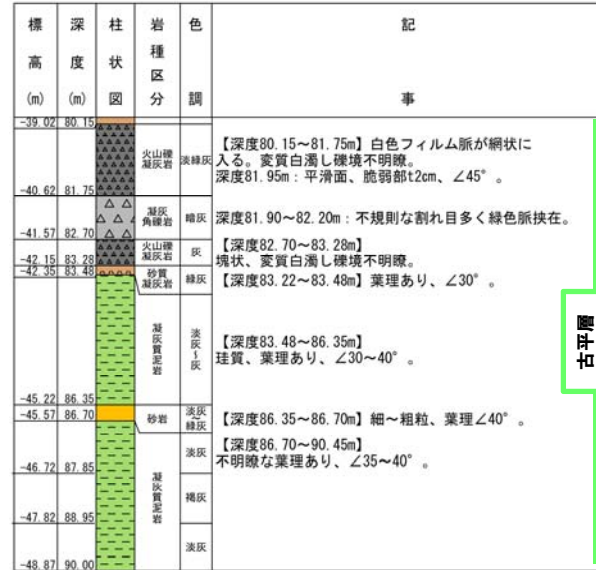 標高(m) 深度(m) 柱状図 岩種区分 色調 記事
-39.02 80.15
火山礫凝灰岩 淡緑灰 【深度80.15～81.75m】白色フィルム脈が網状に
入る。変質白濁し礫境不明瞭。
深度81.95m：平滑面、脆弱部t2cm、∠45°。
-40.62 81.75
凝灰角礫岩 暗灰 深度81.90～82.20m：不規則な割れ目多く緑色脈挟在。
-41.57 82.70
火山礫凝灰岩 灰 【深度82.70～83.28m】
塊状、変質白濁し礫境不明瞭。
-42.15 83.28
-42.35 83.48
砂質凝灰岩 緑灰 【深度83.22～83.48m】葉理あり、∠30°。
凝灰質泥岩 淡灰～灰 【深度83.48～86.35m】
珪質、葉理あり、∠30～40°。
古平層
-45.22 86.35
-45.57 86.70
砂岩 淡灰～緑灰 【深度86.35～86.70m】細～粗粒、葉理∠40°。
淡灰 【深度86.70～90.45m】
不明瞭な葉理あり、∠35～40°。
-46.72 87.85
凝灰質泥岩 褐灰
-47.82 88.95
淡灰
-48.87 90.00